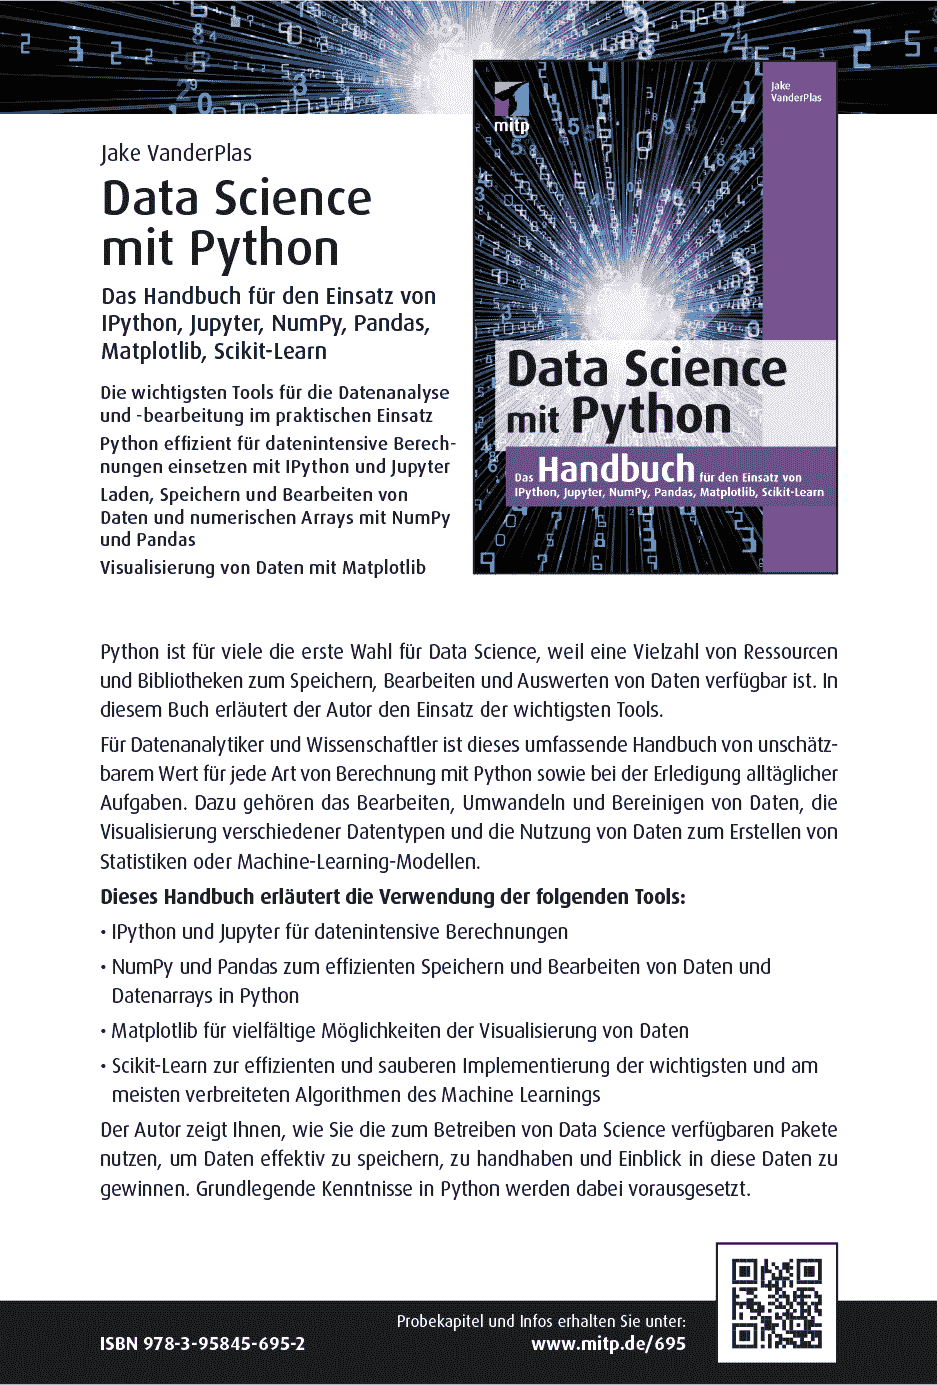 Jake VanderPlas
Data Science
mit Python
Das Handbuch für den Einsatz von
IPython, Jupyter, NumPy, Pandas,
Matplotlib, Scikit-Learn
Die wichtigsten Tools für die Datenanalyse
und -bearbeitung im praktischen Einsatz
Python effizient für datenintensive Berech-
nungen einsetzen mit IPython und Jupyter
Laden, Speichern und Bearbeiten von
Daten und numerischen Arrays mit NumPy
und Pandas
Visualisierung von Daten mit Matplotlib
mitp
Jake
VanderPlas
Data Science
mit Python
Das Handbuch für den Einsatz von
IPython, Jupyter, NumPy, Pandas, Matplotlib, Scikit-Learn
Python ist für viele die erste Wahl für Data Science, weil eine Vielzahl von Ressourcen
und Bibliotheken zum Speichern, Bearbeiten und Auswerten von Daten verfügbar ist. In
diesem Buch erläutert der Autor den Einsatz der wichtigsten Tools.
Für Datenanalytiker und Wissenschaftler ist dieses umfassende Handbuch von unschätz-
barem Wert für jede Art von Berechnung mit Python sowie bei der Erledigung alltäglicher
Aufgaben. Dazu gehören das Bearbeiten, Umwandeln und Bereinigen von Daten, die
Visualisierung verschiedener Datentypen und die Nutzung von Daten zum Erstellen von
Statistiken oder Machine-Learning-Modellen.
Dieses Handbuch erläutert die Verwendung der folgenden Tools:
• IPython und Jupyter für datenintensive Berechnungen
• NumPy und Pandas zum effizienten Speichern und Bearbeiten von Daten und
Datenarrays in Python
• Matplotlib für vielfältige Möglichkeiten der Visualisierung von Daten
• Scikit-Learn zur effizienten und sauberen Implementierung der wichtigsten und am
meisten verbreiteten Algorithmen des Machine Learnings
Der Autor zeigt Ihnen, wie Sie die zum Betreiben von Data Science verfügbaren Pakete
nutzen, um Daten effektiv zu speichern, zu handhaben und Einblick in diese Daten zu
gewinnen. Grundlegende Kenntnisse in Python werden dabei vorausgesetzt.
Probekapitel und Infos erhalten Sie unter:
ISBN 978-3-95845-695-2
www.mitp.de/695